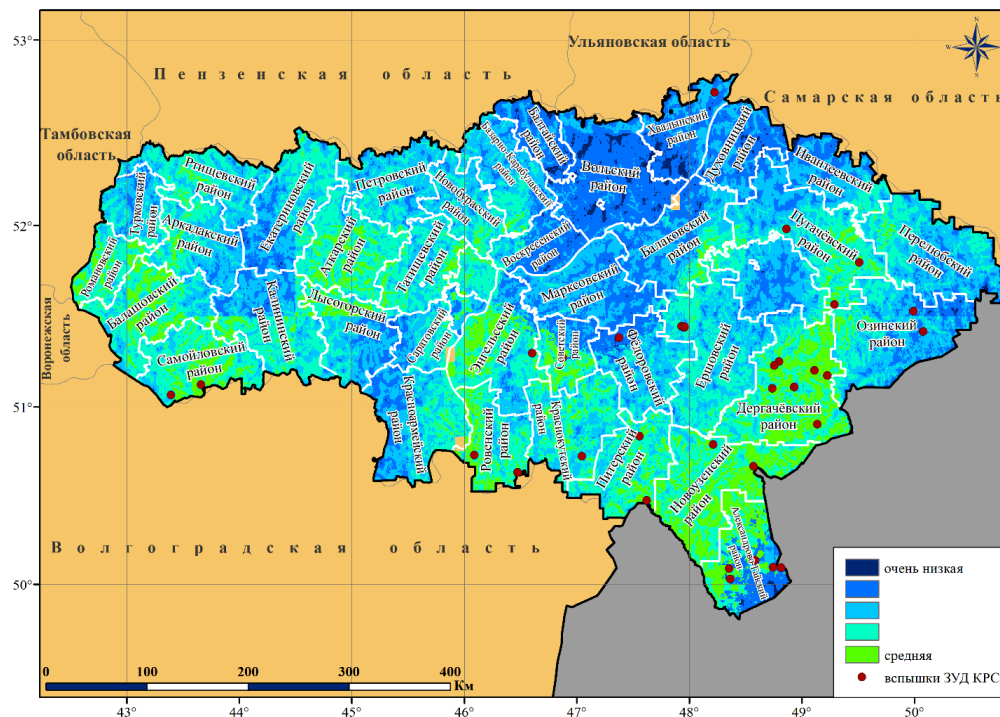 53°
52°
51°
50°
Ульяновская область
Пензенская область
Самарская область
Тамбовская
область
Воронежская
область
Волгоградская область
N
W
E
S
Балтайский
район
Базарно-Карабулакский
район
Хвалынский
район
Вольский
район
Духовницкий
район
Ивантеевский
район
Ртищевский
район
Турковский
район
Екатериновский
район
Петровский
район
Новобурасский
район
Аркадакский
район
Романовский
район
Аткарский
район
Татищевский
район
Воскресенский
район
Балаковский
район
Пугачёвский
район
Перелюбский
район
Балашовский
район
Калининский
район
Лысогорский
район
Саратовский
район
Марксовский
район
Энгельсский
район
Советский
район
Фёдоровский
район
Ершовский
район
Озинский
район
Самойловский
район
Красноармейский
район
Ровенский
район
Краснокутский
район
Питерский
район
Дергачёвский
район
Новоузенский
район
Александрово-Гайский
район
очень низкая
средняя
вспышки ЗУД КРС
0 100 200 300 400
Км
43° 44° 45° 46° 47° 48° 49° 50°